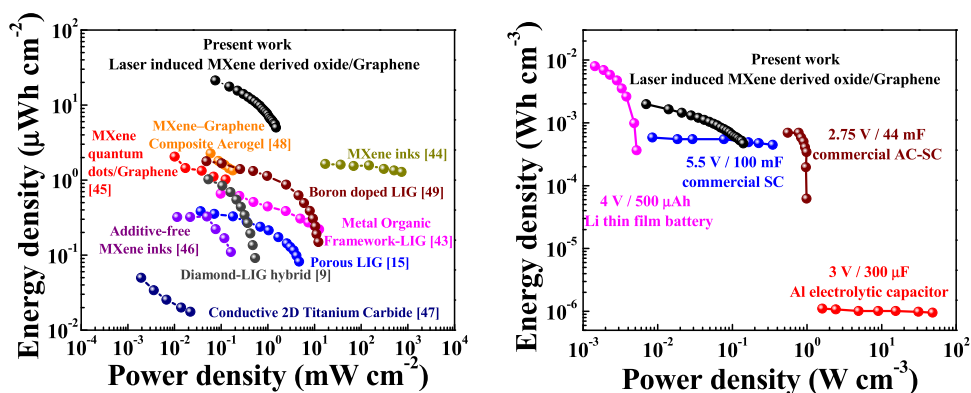 Energy density (μWh cm⁻²)
10²
10¹
10⁰
10⁻¹
10⁻²
Present work
Laser induced MXene derived oxide/Graphene
MXene
quantum
dots/Graphene
[45]
MXene–Graphene
Composite Aerogel [48]
MXene inks [44]
Boron doped LIG [49]
Additive-free
MXene inks [46]
Metal Organic
Framework-LIG [43]
Diamond-LIG hybrid [9]
Porous LIG [15]
Conductive 2D Titanium Carbide [47]
10⁻³ 10⁻² 10⁻¹ 10⁰ 10¹ 10² 10³ 10⁴
Power density (mW cm⁻²)
Energy density (Wh cm⁻³)
10⁻²
10⁻³
10⁻⁴
10⁻⁵
10⁻⁶
Present work
Laser induced MXene derived oxide/Graphene
2.75 V / 44 mF
commercial AC-SC
5.5 V / 100 mF
commercial SC
4 V / 500 μAh
Li thin film battery
3 V / 300 μF
Al electrolytic capacitor
10⁻³ 10⁻² 10⁻¹ 10⁰ 10¹ 10²
Power density (W cm⁻³)